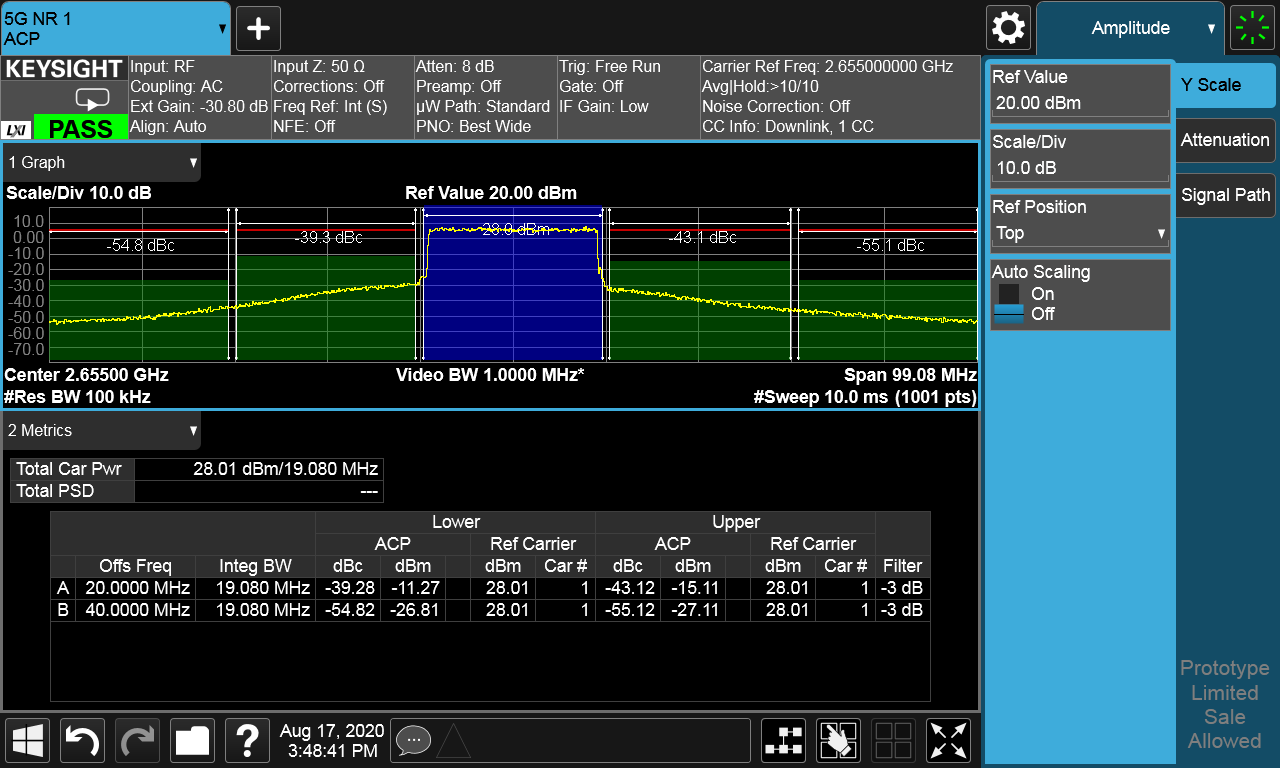 5G NR 1
ACP
Amplitude
KEYSIGHT
LXI
PASS
Input: RF
Coupling: AC
Ext Gain: -30.80 dB
Align: Auto
Input Z: 50 Ω
Corrections: Off
Freq Ref: Int (S)
NFE: Off
Atten: 8 dB
Preamp: Off
µW Path: Standard
PNO: Best Wide
Trig: Free Run
Gate: Off
IF Gain: Low
Carrier Ref Freq: 2.655000000 GHz
Avg|Hold:>10/10
Noise Correction: Off
CC Info: Downlink, 1 CC
1 Graph
Scale/Div 10.0 dB
Ref Value 20.00 dBm
10.0
0.00
-10.0
-20.0
-30.0
-40.0
-50.0
-60.0
-70.0
-54.8 dBc
-39.3 dBc
28.0 dBm
-43.1 dBc
-55.1 dBc
Center 2.65500 GHz
Video BW 1.0000 MHz*
Span 99.08 MHz
#Res BW 100 kHz
#Sweep 10.0 ms (1001 pts)
2 Metrics
Total Car Pwr 28.01 dBm/19.080 MHz
Total PSD ---
Lower Upper
ACP Ref Carrier ACP Ref Carrier
Offs Freq Integ BW dBc dBm dBm Car # dBc dBm dBm Car # Filter
A 20.0000 MHz 19.080 MHz -39.28 -11.27 28.01 1 -43.12 -15.11 28.01 1 -3 dB
B 40.0000 MHz 19.080 MHz -54.82 -26.81 28.01 1 -55.12 -27.11 28.01 1 -3 dB
Aug 17, 2020
3:48:41 PM
Ref Value
20.00 dBm
Scale/Div
10.0 dB
Ref Position
Top
Auto Scaling
On
Off
Y Scale
Attenuation
Signal Path
Prototype
Limited
Sale
Allowed